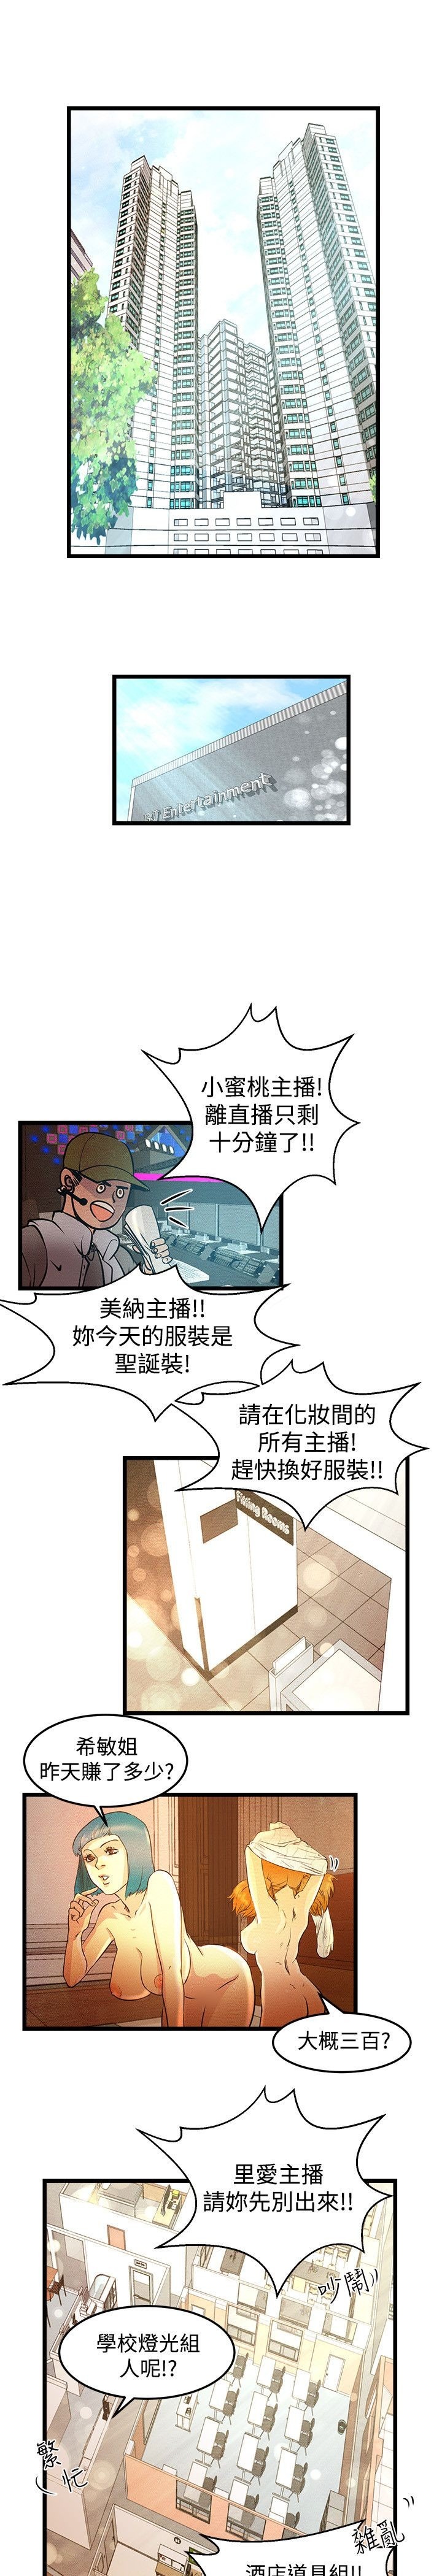 Entertainment
小蜜桃主播!
離直播只剩
十分鐘了!!
美納主播!!
妳今天的服裝是
聖誕裝!
請在化妝間的
所有主播!
趕快換好服裝!!
Fitting Rooms
希敏姐
昨天賺了多少?
大概三百?
里愛主播
請妳先別出來!!
吵鬧
學校燈光組
人呢!?
繁忙
雜亂
酒店道具組!!